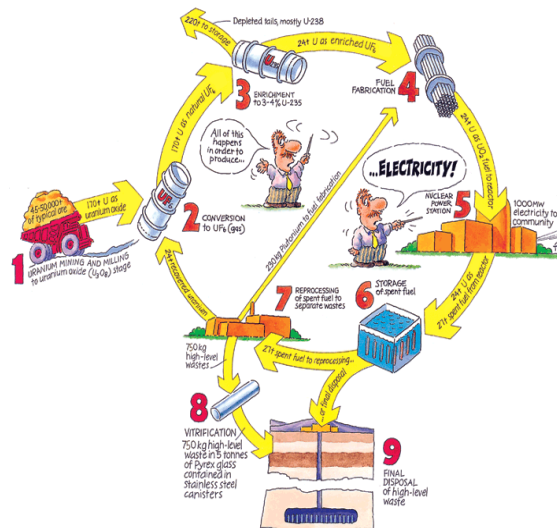 220t to storage
Depleted tails, mostly U-238
24t U as enriched UF6
3
ENRICHMENT
to 3-4% U-235
4
FUEL
FABRICATION
170t U as natural UF6
All of this
happens
in order to
produce...
24t U as UO2 fuel to reactor
...ELECTRICITY!
45-50,000t
of typical ore
170t U as
uranium oxide
UF6
2
CONVERSION
to UF6 (gas)
230kg Plutonium to fuel fabrication
NUCLEAR
POWER
STATION
5
1000MW
electricity to
community
1
URANIUM MINING AND MILLING
to uranium oxide (U3O8) stage
24t recovered uranium
7
REPROCESSING
of spent fuel to
separate wastes
6
STORAGE
of spent fuel
24t U as
27t spent fuel from reactor
750 kg
high-level
wastes
27t spent fuel to reprocessing...
...or final disposal
8
VITRIFICATION
750kg high-level
waste in 5 tonnes
of Pyrex glass
contained in
stainless steel
canisters
9
FINAL
DISPOSAL
of high-level
waste